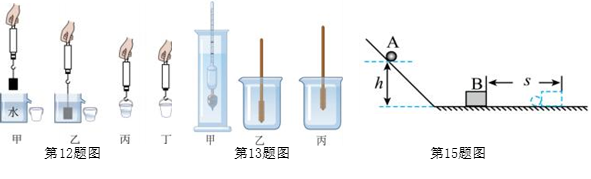 水
甲 乙 丙 丁
第12题图
甲 乙 丙
第13题图
A
h
B
s
第15题图